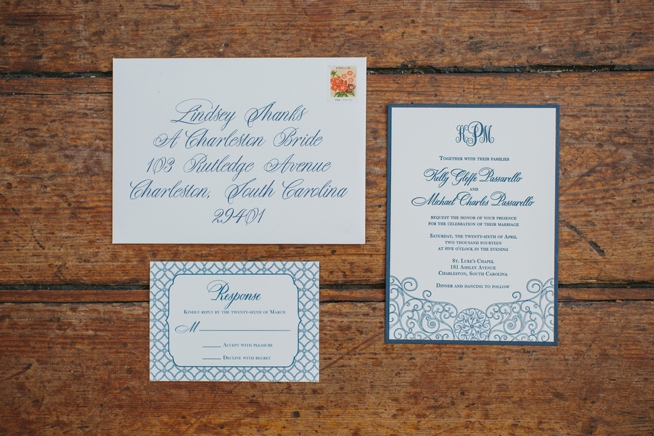 Lindsey Shanks
A Charleston Bride
103 Rutledge Avenue
Charleston, South Carolina
29401
HPM
Together with their families
Kelly Passarello
and
Michael Charles Passarello
request the honor of your presence
for the celebration of their marriage
Saturday, the twenty-sixth of April
two thousand fourteen
at five o'clock in the evening
St. Luke's Chapel
181 Ashley Avenue
Charleston, South Carolina
Dinner and dancing to follow
Response
Kindly reply by the twenty-sixth of March
M
Accept with pleasure
Decline with regret